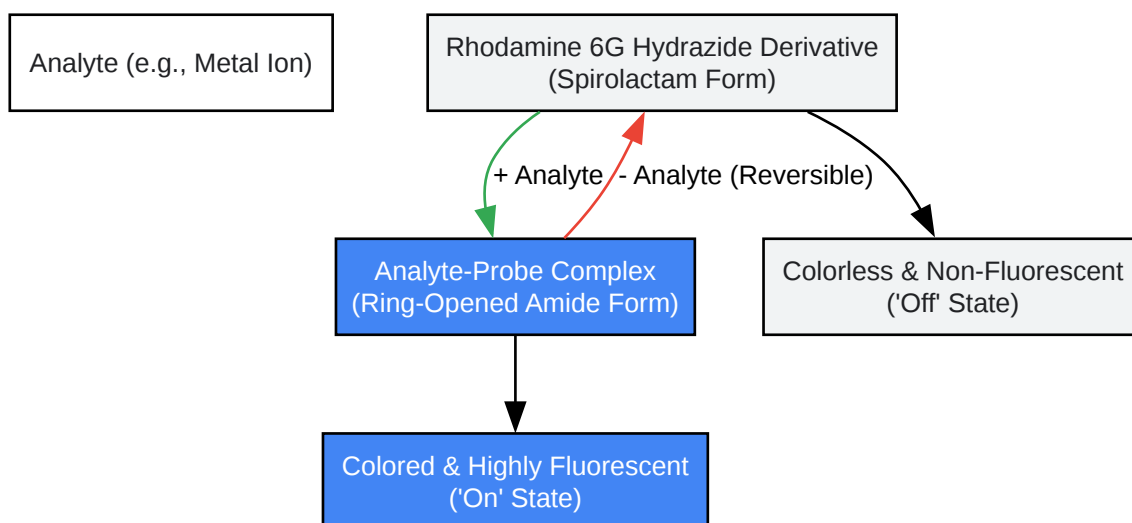 Analyte (e.g., Metal Ion)
Rhodamine 6G Hydrazide Derivative
(Spirolactam Form)
+ Analyte
- Analyte (Reversible)
Analyte-Probe Complex
(Ring-Opened Amide Form)
Colorless & Non-Fluorescent
('Off' State)
Colored & Highly Fluorescent
('On' State)